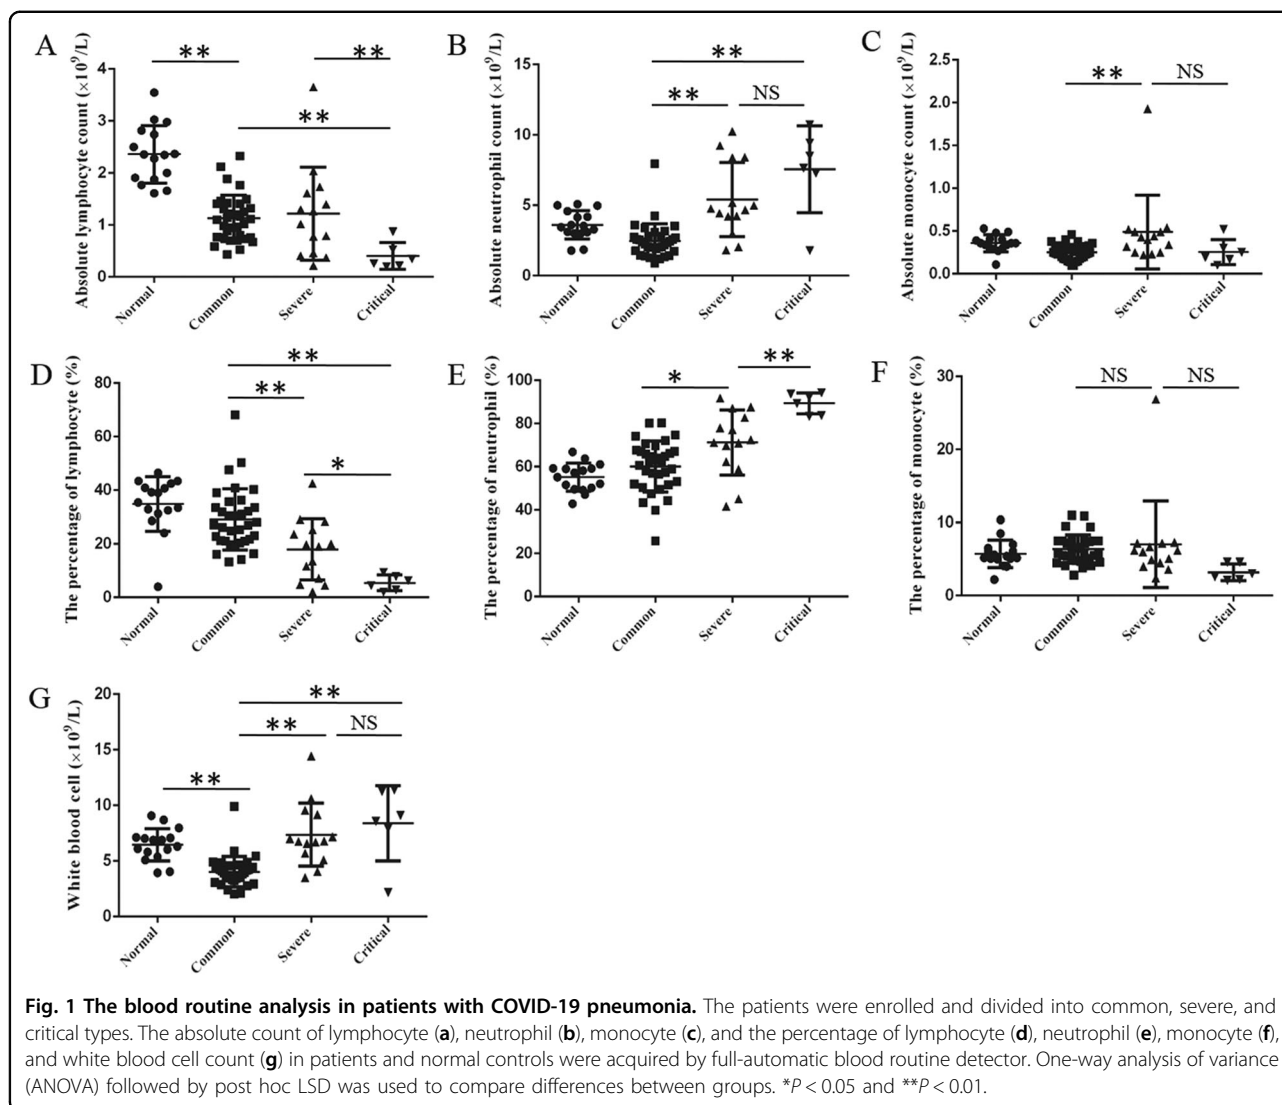 A
Absolute lymphocyte count (×10⁹/L)
4
3
2
1
0
**
**
**
Normal
Common
Severe
Critical
B
Absolute neutrophil count (×10⁹/L)
15
10
5
0
**
**
NS
Normal
Common
Severe
Critical
C
Absolute monocyte count (×10⁹/L)
2.5
2.0
1.5
1.0
0.5
0.0
**
NS
Normal
Common
Severe
Critical
D
The percentage of lymphocyte (%)
80
60
40
20
0
**
**
*
Normal
Common
Severe
Critical
E
The percentage of neutrophil (%)
100
80
60
40
20
0
*
**
Normal
Common
Severe
Critical
F
The percentage of monocyte (%)
30
20
10
0
NS
NS
Normal
Common
Severe
Critical
G
White blood cell (×10⁹/L)
20
15
10
5
0
**
**
**
NS
Normal
Common
Severe
Critical
Fig. 1 The blood routine analysis in patients with COVID-19 pneumonia. The patients were enrolled and divided into common, severe, and
critical types. The absolute count of lymphocyte (a), neutrophil (b), monocyte (c), and the percentage of lymphocyte (d), neutrophil (e), monocyte (f),
and white blood cell count (g) in patients and normal controls were acquired by full-automatic blood routine detector. One-way analysis of variance
(ANOVA) followed by post hoc LSD was used to compare differences between groups. *P < 0.05 and **P < 0.01.